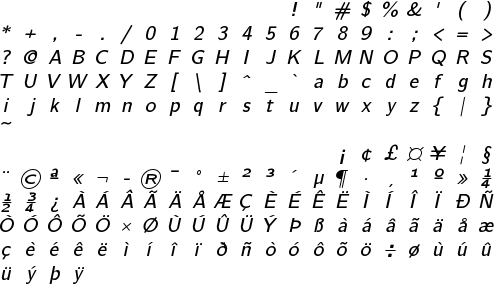 ! " # $ % & ' ( )
* + , - . / 0 1 2 3 4 5 6 7 8 9 : ; < = >
? © A B C D E F G H I J K L M N O P Q R S
T U V W X Y Z [ \ ] ^ _ ` a b c d e f g h
i j k l m n o p q r s t u v w x y z { | }
~
¡ ¢ £ ¤ ¥ ¦ §
¨ © ª « ¬ - ® ¯ ° ± ² ³ ´ µ ¶ · ¸ ¹ º » ¼
½ ¾ ¿ À Á Â Ã Ä Å Æ Ç È É Ê Ë Ì Í Î Ï Ð Ñ
Ò Ó Ô Õ Ö × Ø Ù Ú Û Ü Ý Þ ß à á â ã ä å æ
ç è é ê ë ì í î ï ð ñ ò ó ô õ ö ÷ ø ù ú û
ü ý þ ÿ